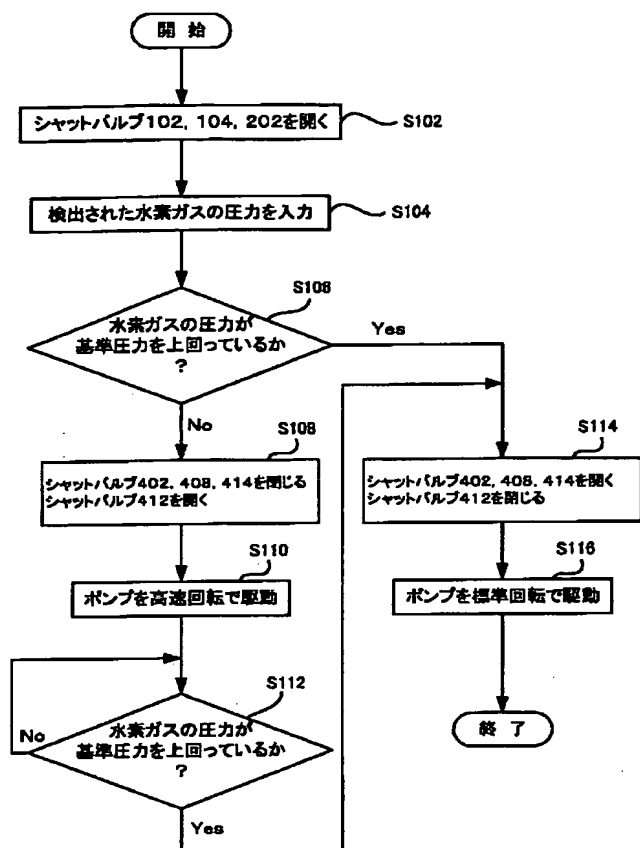 開 始
シャットバルブ102, 104, 202を開く
S102
検出された水素ガスの圧力を入力
S104
S106
水素ガスの圧力が
基準圧力を上回っているか
?
Yes
No
S108
シャットバルブ402, 408, 414を閉じる
シャットバルブ412を開く
S114
シャットバルブ402, 408, 414を開く
シャットバルブ412を閉じる
S110
ポンプを高速回転で駆動
S116
ポンプを標準回転で駆動
S112
No
水素ガスの圧力が
基準圧力を上回っているか
?
終 了
Yes